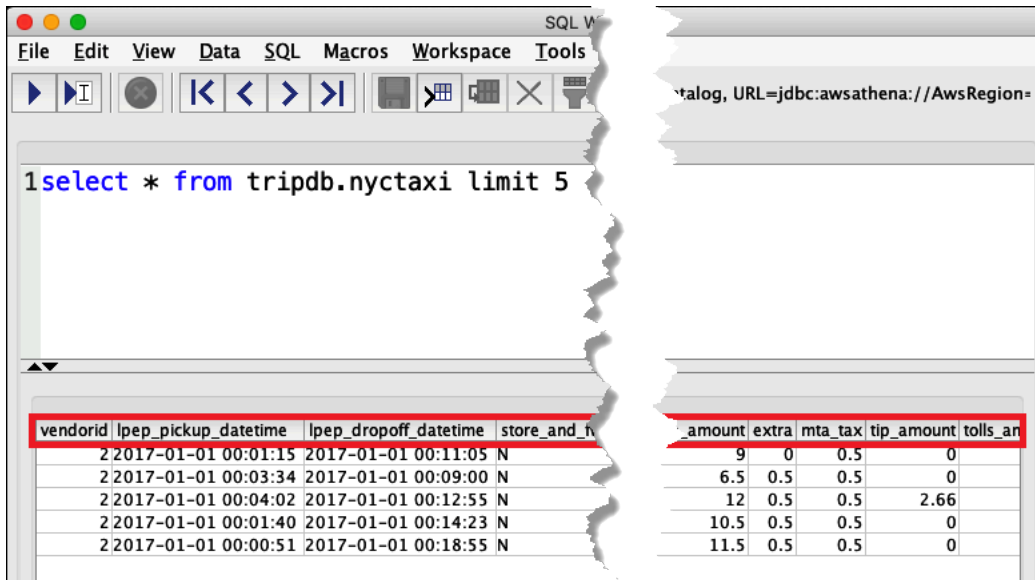 SQL W
File Edit View Data SQL Macros Workspace Tools
talog, URL=jdbc:awsathena://AwsRegion=
1 select * from tripdb.nyctaxi limit 5
vendorid lpep_pickup_datetime lpep_dropoff_datetime store_and_f _amount extra mta_tax tip_amount tolls_an
2 2017-01-01 00:01:15 2017-01-01 00:11:05 N 9 0 0.5 0
2 2017-01-01 00:03:34 2017-01-01 00:09:00 N 6.5 0.5 0.5 0
2 2017-01-01 00:04:02 2017-01-01 00:12:55 N 12 0.5 0.5 2.66
2 2017-01-01 00:01:40 2017-01-01 00:14:23 N 10.5 0.5 0.5 0
2 2017-01-01 00:00:51 2017-01-01 00:18:55 N 11.5 0.5 0.5 0